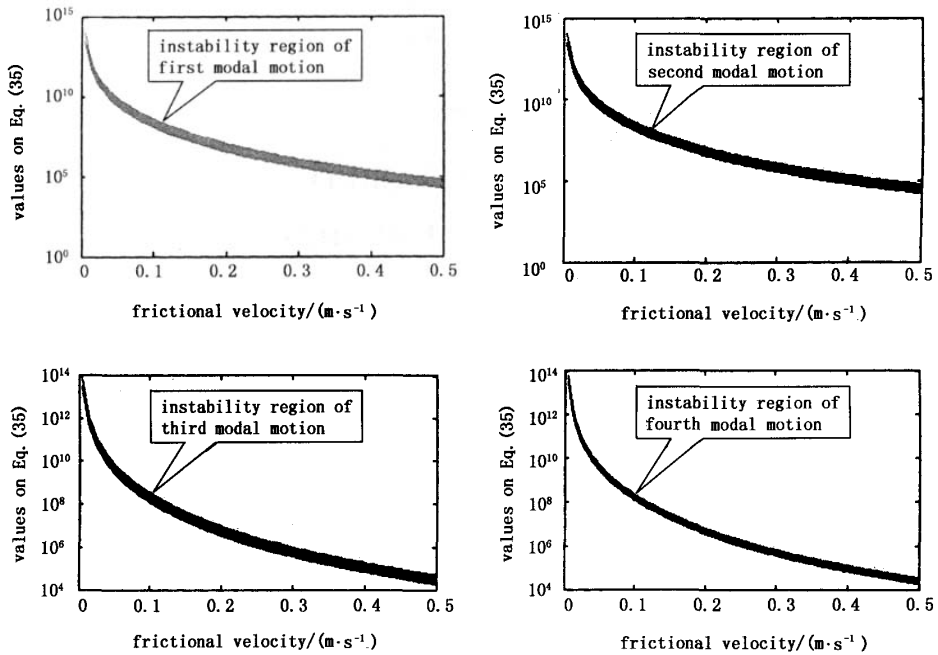 10^15
10^10
10^5
10^0
values on Eq. (35)
instability region of
first modal motion
0 0.1 0.2 0.3 0.4 0.5
frictional velocity/(m·s⁻¹)
10^15
10^10
10^5
10^0
values on Eq. (35)
instability region of
second modal motion
0 0.1 0.2 0.3 0.4 0.5
frictional velocity/(m·s⁻¹)
10^14
10^12
10^10
10^8
10^6
10^4
values on Eq. (35)
instability region of
third modal motion
0 0.1 0.2 0.3 0.4 0.5
frictional velocity/(m·s⁻¹)
10^14
10^12
10^10
10^8
10^6
10^4
values on Eq. (35)
instability region of
fourth modal motion
0 0.1 0.2 0.3 0.4 0.5
frictional velocity/(m·s⁻¹)